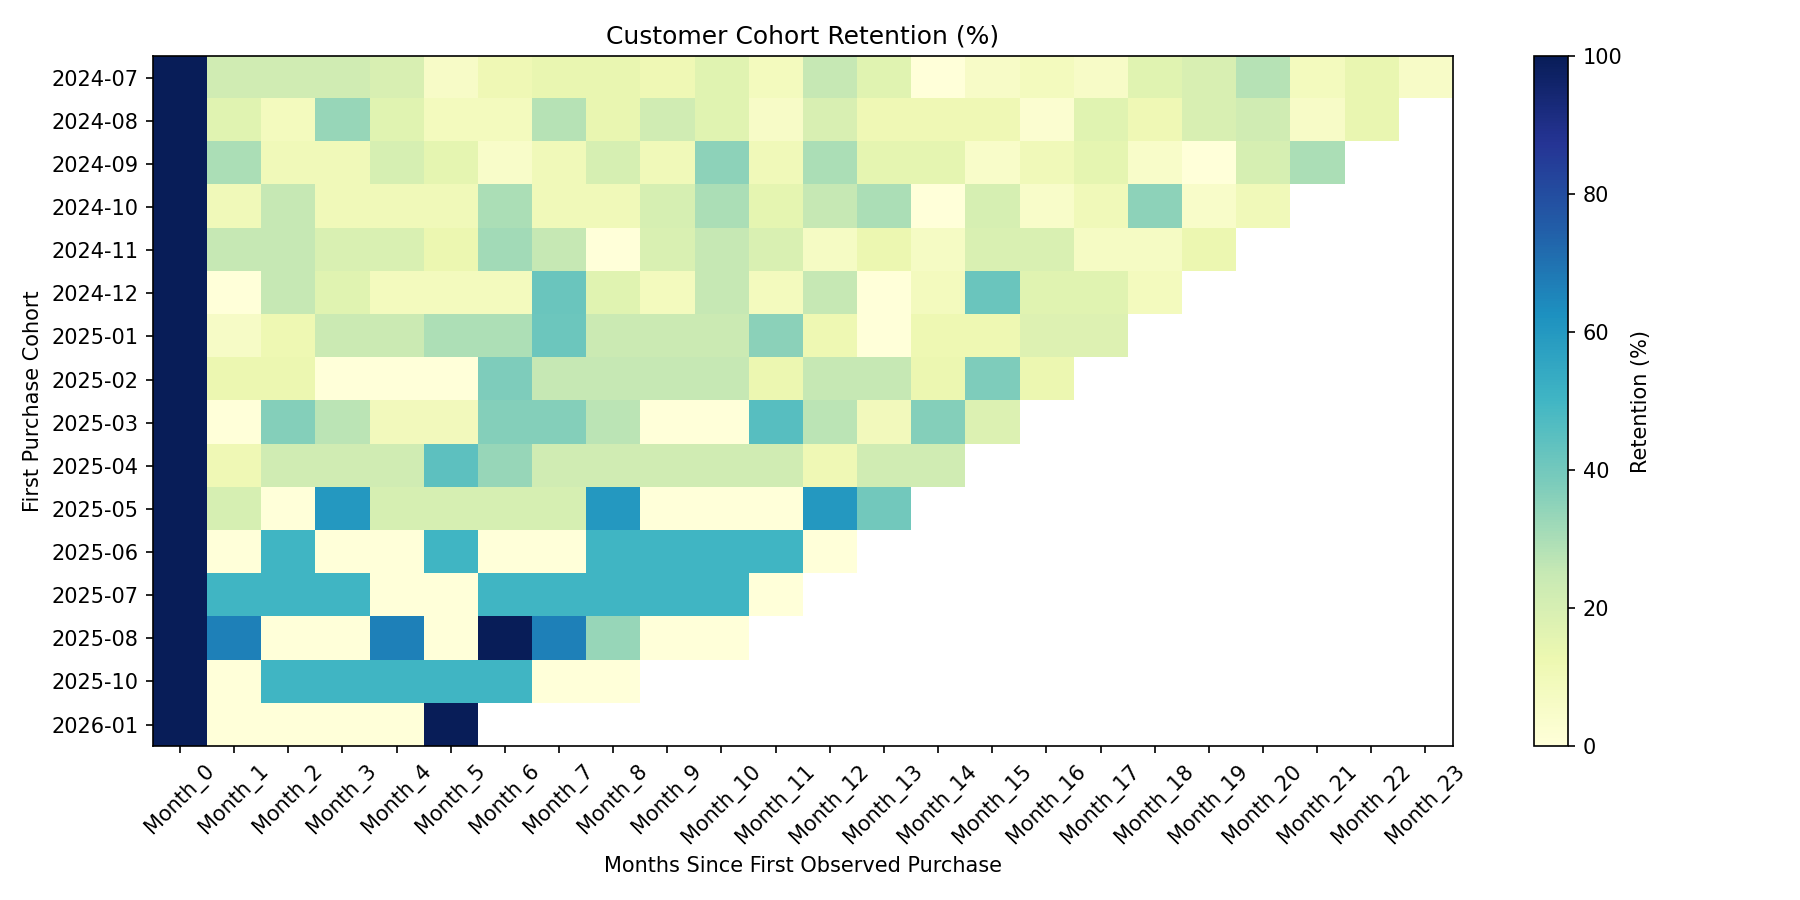 Customer Cohort Retention (%)
First Purchase Cohort
2024-07
2024-08
2024-09
2024-10
2024-11
2024-12
2025-01
2025-02
2025-03
2025-04
2025-05
2025-06
2025-07
2025-08
2025-10
2026-01
Month_0
Month_1
Month_2
Month_3
Month_4
Month_5
Month_6
Month_7
Month_8
Month_9
Month_10
Month_11
Month_12
Month_13
Month_14
Month_15
Month_16
Month_17
Month_18
Month_19
Month_20
Month_21
Month_22
Month_23
Months Since First Observed Purchase
100
80
60
40
20
0
Retention (%)